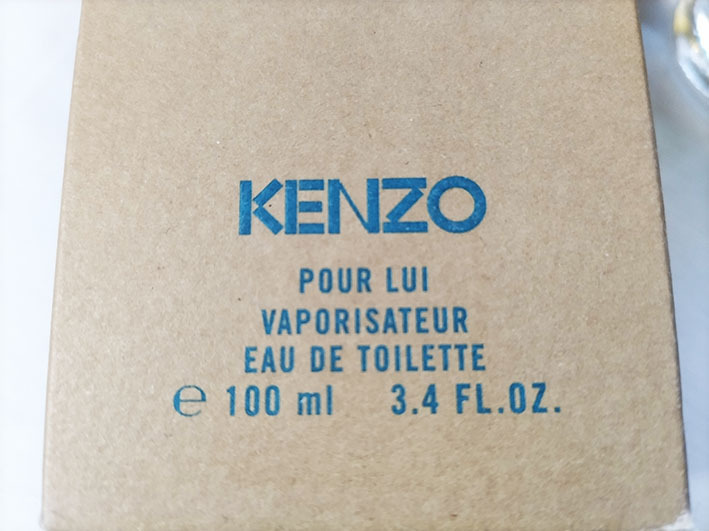 KENZO
POUR LUI
VAPORISATEUR
EAU DE TOILETTE
℮ 100 ml 3.4 FL.OZ.